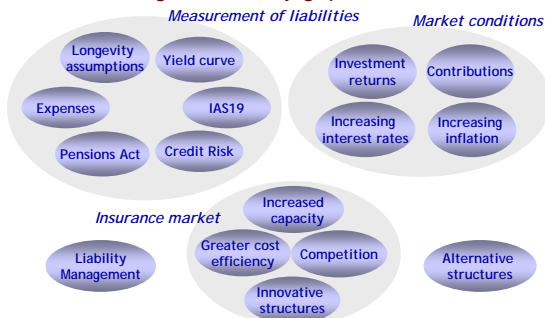 Measurement of liabilities
Market conditions
Longevity
assumptions
Yield curve
Expenses
IAS19
Pensions Act
Credit Risk
Investment
returns
Contributions
Increasing
interest rates
Increasing
inflation
Insurance market
Increased
capacity
Greater cost
efficiency
Competition
Innovative
structures
Liability
Management
Alternative
structures